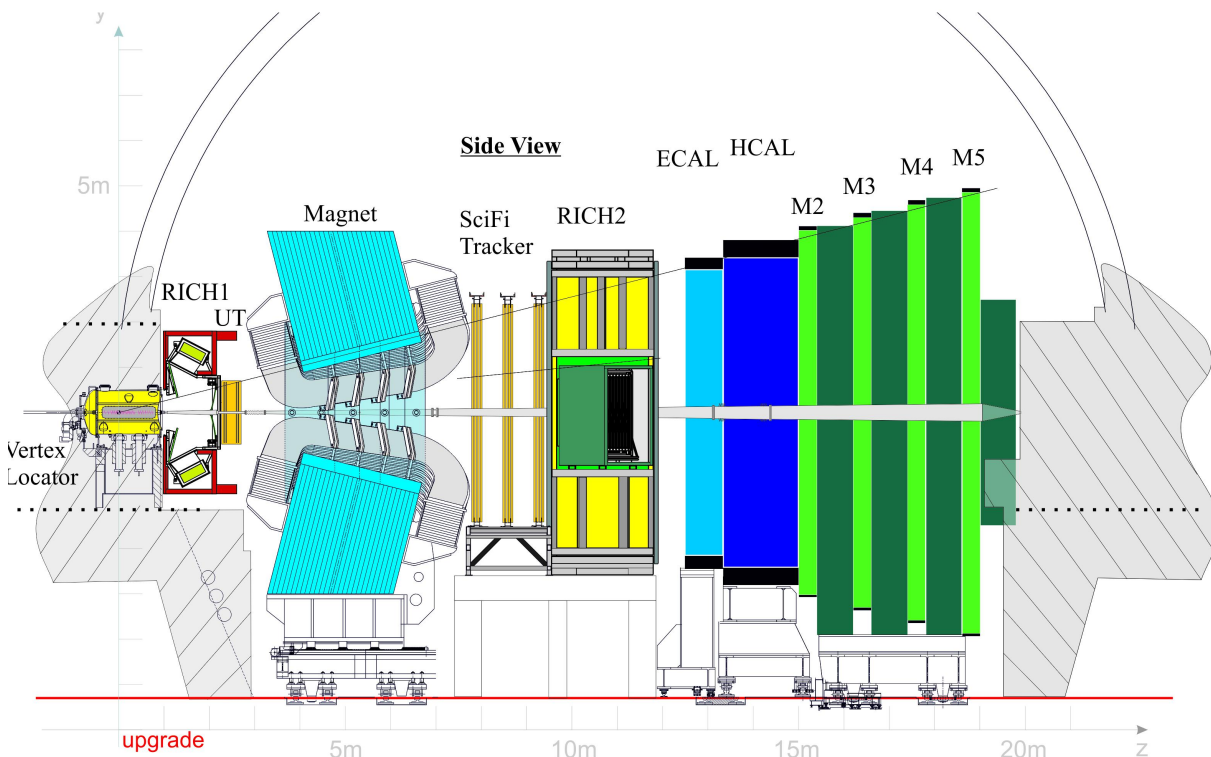 y
5m
Side View
ECAL
HCAL
M2
M3
M4
M5
Magnet
SciFi
Tracker
RICH2
RICH1
UT
Vertex
Locator
upgrade
5m
10m
15m
20m
z